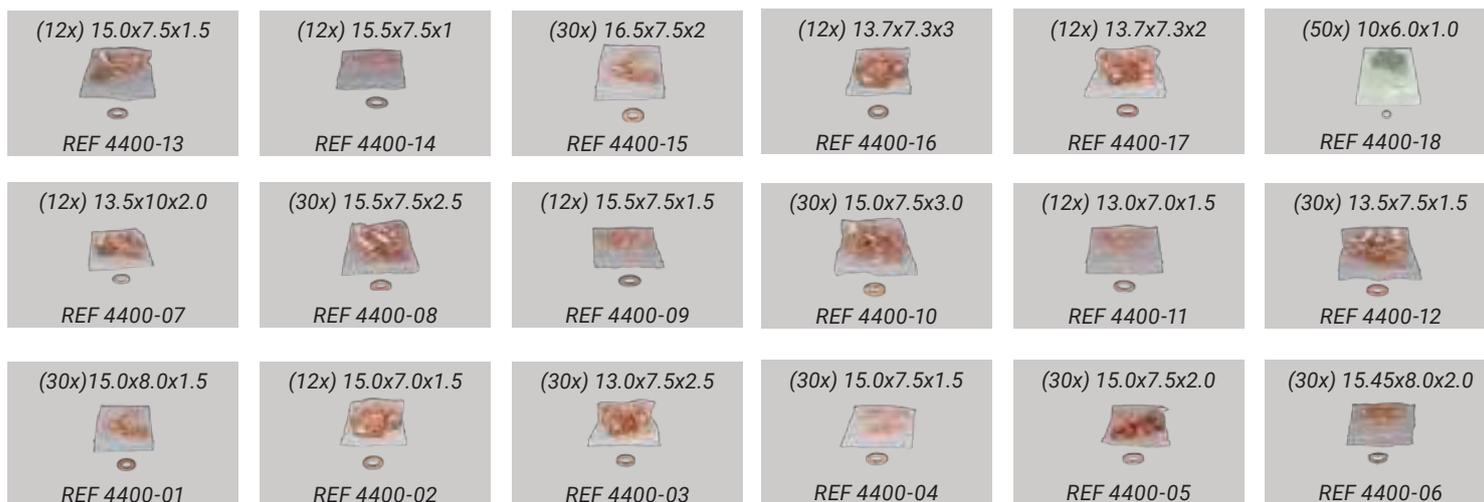 (12x) 15.0x7.5x1.5
REF 4400-13
(12x) 15.5x7.5x1
REF 4400-14
(30x) 16.5x7.5x2
REF 4400-15
(12x) 13.7x7.3x3
REF 4400-16
(12x) 13.7x7.3x2
REF 4400-17
(50x) 10x6.0x1.0
REF 4400-18
(12x) 13.5x10x2.0
REF 4400-07
(30x) 15.5x7.5x2.5
REF 4400-08
(12x) 15.5x7.5x1.5
REF 4400-09
(30x) 15.0x7.5x3.0
REF 4400-10
(12x) 13.0x7.0x1.5
REF 4400-11
(30x) 13.5x7.5x1.5
REF 4400-12
(30x)15.0x8.0x1.5
REF 4400-01
(12x) 15.0x7.0x1.5
REF 4400-02
(30x) 13.0x7.5x2.5
REF 4400-03
(30x) 15.0x7.5x1.5
REF 4400-04
(30x) 15.0x7.5x2.0
REF 4400-05
(30x) 15.45x8.0x2.0
REF 4400-06